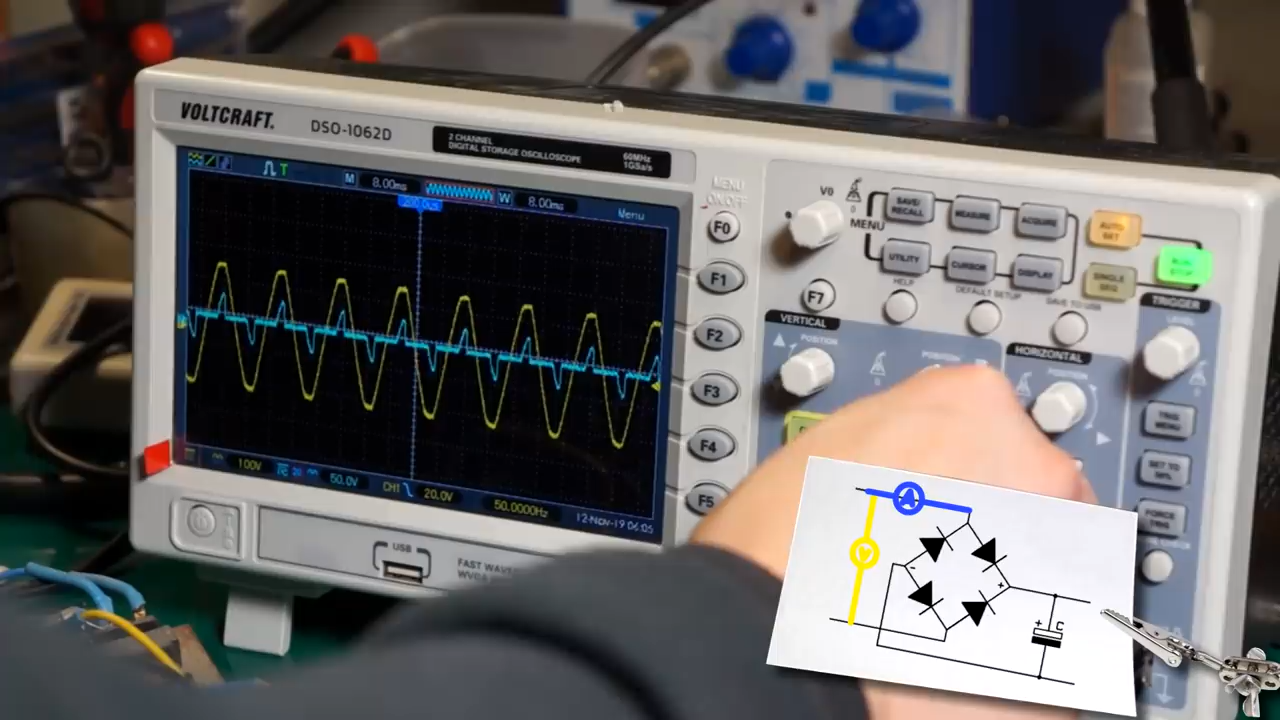 VOLTCRAFT.
DSO-1062D
2 CHANNEL
DIGITAL STORAGE OSCILLOSCOPE
60MHz
1GSa/s
T
M 8.00ms
W 8.00ms
Menu
100V
50.0V
CH1
20.0V
50.0000Hz
12-Nov-19 06:05
MENU
ON/OFF
F0
F1
F2
F3
F4
F5
V0
MENU
SAVE/
RECALL
MEASURE
ACQUIRE
UTILITY
CURSOR
DISPLAY
AUTO
SET
RUN/
STOP
SINGLE
SEQ
F7
HELP
DEFAULT SETUP
SAVE TO USB
VERTICAL
POSITION
POSITION
HORIZONTAL
POSITION
TRIGGER
LEVEL
TRIG
MENU
SET TO
50%
FORCE
TRIG
USB
A
V
-
+
+ C